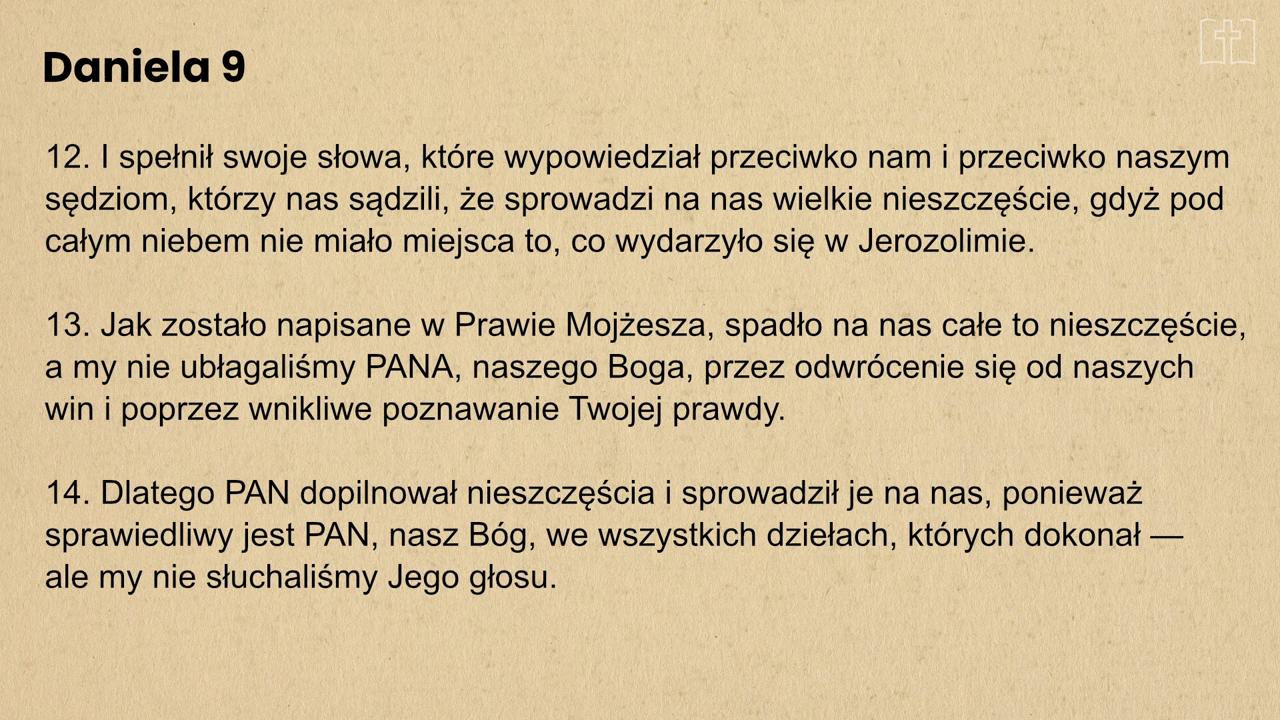 Daniela 9
12. I spełnił swoje słowa, które wypowiedział przeciwko nam i przeciwko naszym
sędziom, którzy nas sądzili, że sprowadzi na nas wielkie nieszczęście, gdyż pod
całym niebem nie miało miejsca to, co wydarzyło się w Jerozolimie.
13. Jak zostało napisane w Prawie Mojżesza, spadło na nas całe to nieszczęście,
a my nie ubłagaliśmy PANA, naszego Boga, przez odwrócenie się od naszych
win i poprzez wnikliwe poznawanie Twojej prawdy.
14. Dlatego PAN dopilnował nieszczęścia i sprowadził je na nas, ponieważ
sprawiedliwy jest PAN, nasz Bóg, we wszystkich dziełach, których dokonał —
ale my nie słuchaliśmy Jego głosu.